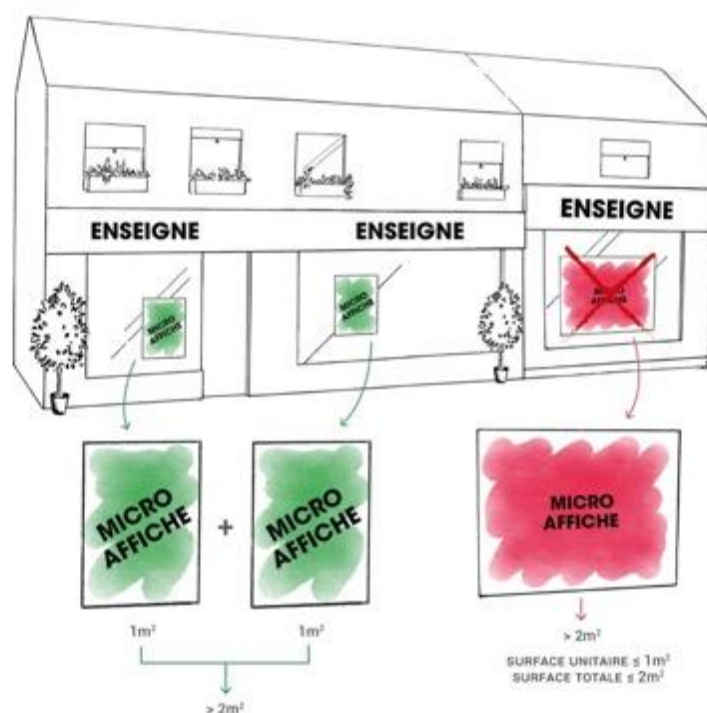 ENSEIGNE
ENSEIGNE
ENSEIGNE
MICRO
AFFICHE
MICRO
AFFICHE
MICRO
AFFICHE
MICRO
AFFICHE
+
MICRO
AFFICHE
MICRO
AFFICHE
1m²
1m²
> 2m²
> 2m²
SURFACE UNITAIRE ≤ 1m²
SURFACE TOTALE ≤ 2m²